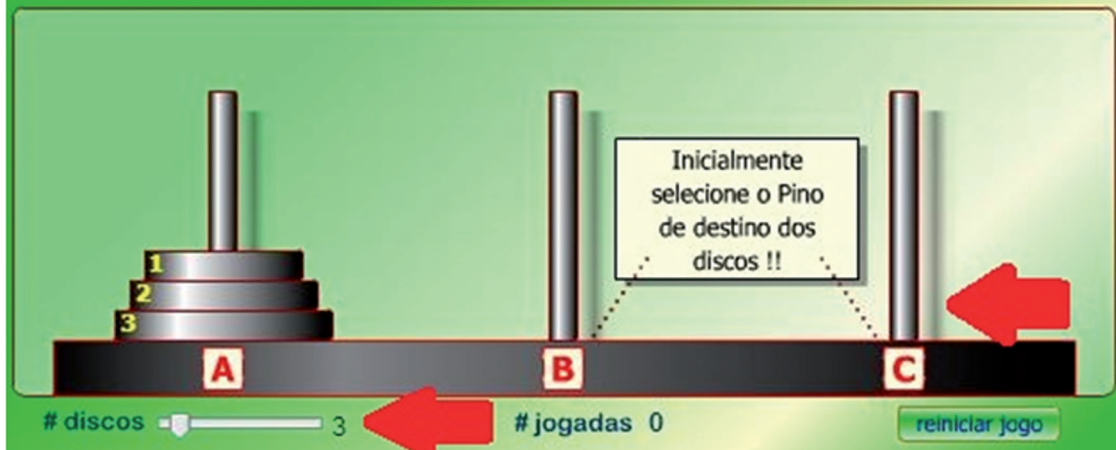 Inicialmente
selecione o Pino
de destino dos
discos !!
1
2
3
A
B
C
# discos
3
# jogadas 0
reiniciar jogo